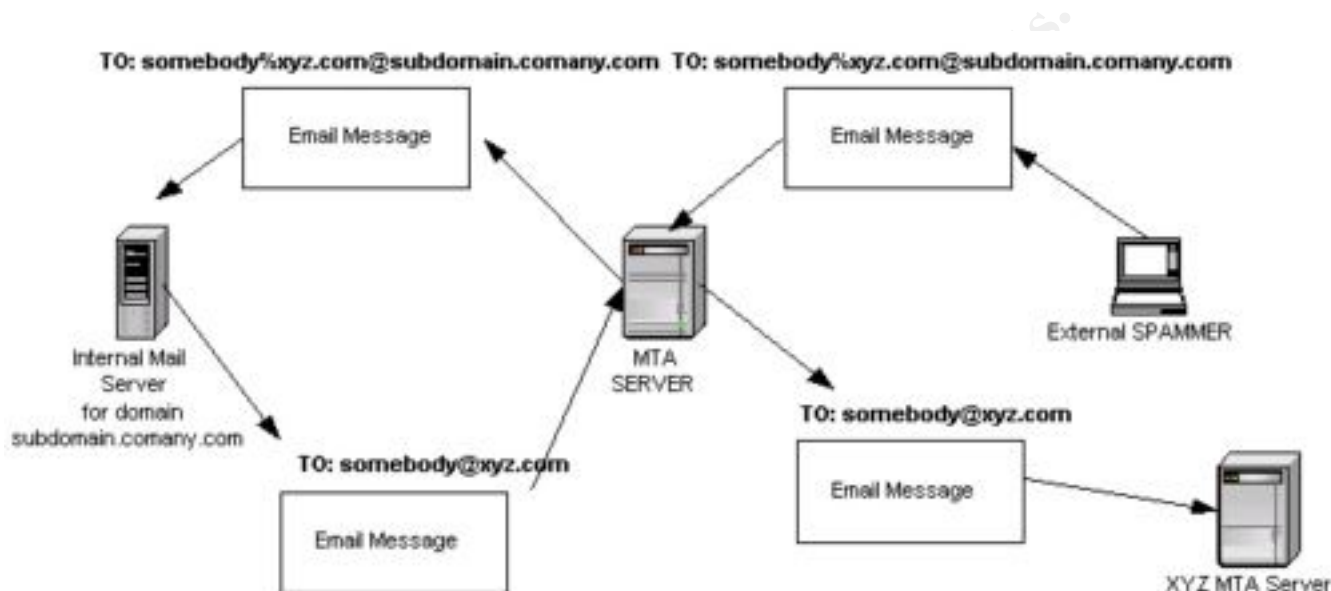 TO: somebody%xyz.com@subdomain.comany.com TO: somebody%xyz.com@subdomain.comany.com
Email Message
Email Message
External SPAMMER
Internal Mail
Server
for domain
subdomain.comany.com
MTA
SERVER
TO: somebody@xyz.com
Email Message
TO: somebody@xyz.com
Email Message
XYZ MTA Server